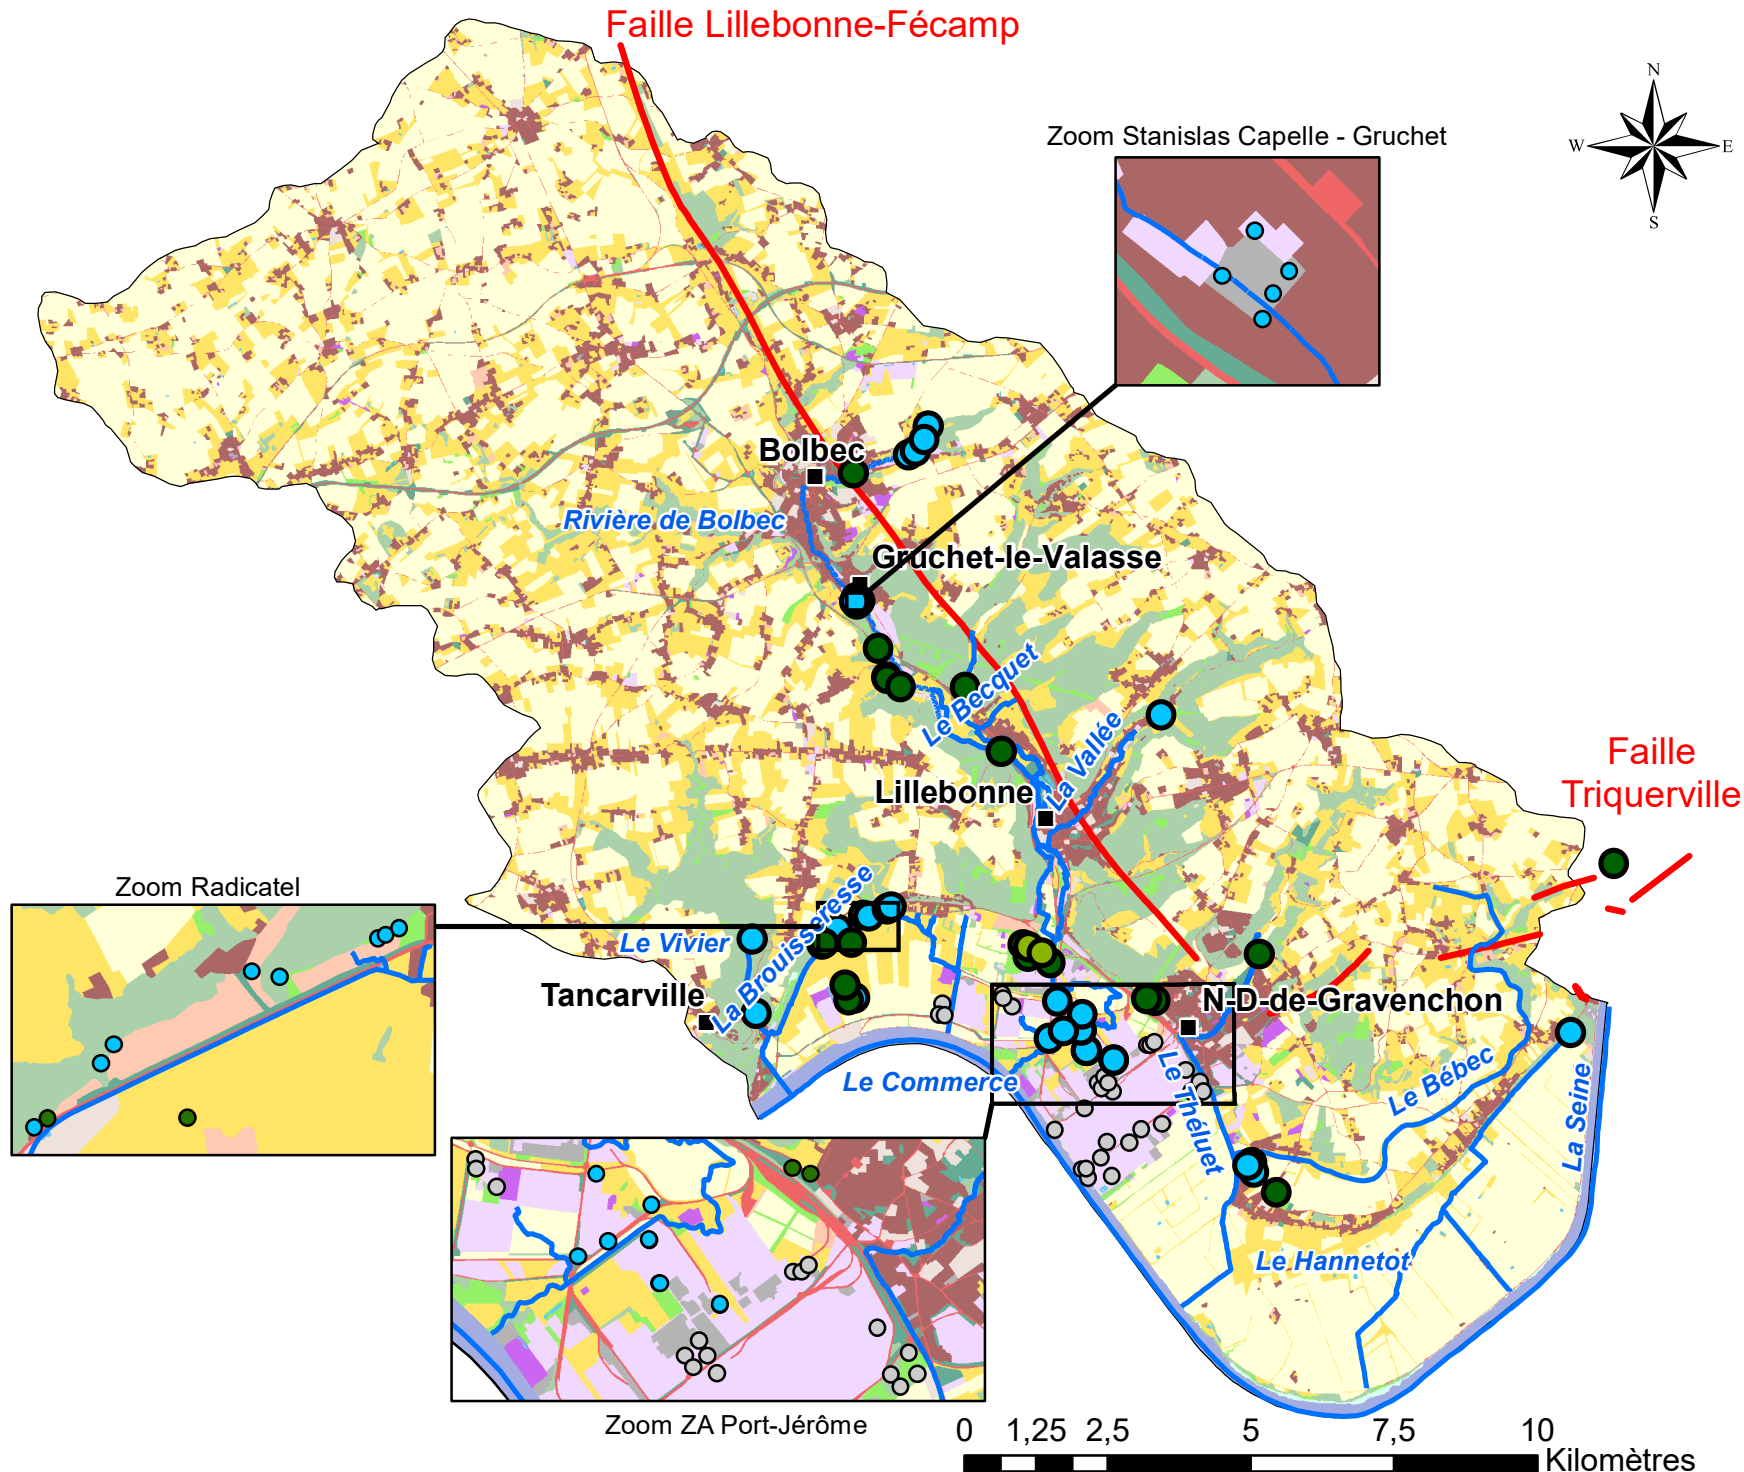 Faille Lillebonne-Fécamp
N
W
E
S
Zoom Stanislas Capelle - Gruchet
Bolbec
Rivière de Bolbec
Gruchet-le-Valasse
Le Becquet
La Vallée
Lillebonne
Faille
Triquerville
Zoom Radicatel
La Brouisseresse
Le Vivier
Tancarville
N-D-de-Gravenchon
Le Commerce
Le Théluet
Le Bébec
La Seine
Le Hannetot
Zoom ZA Port-Jérôme
0 1,25 2,5 5 7,5 10
Kilomètres